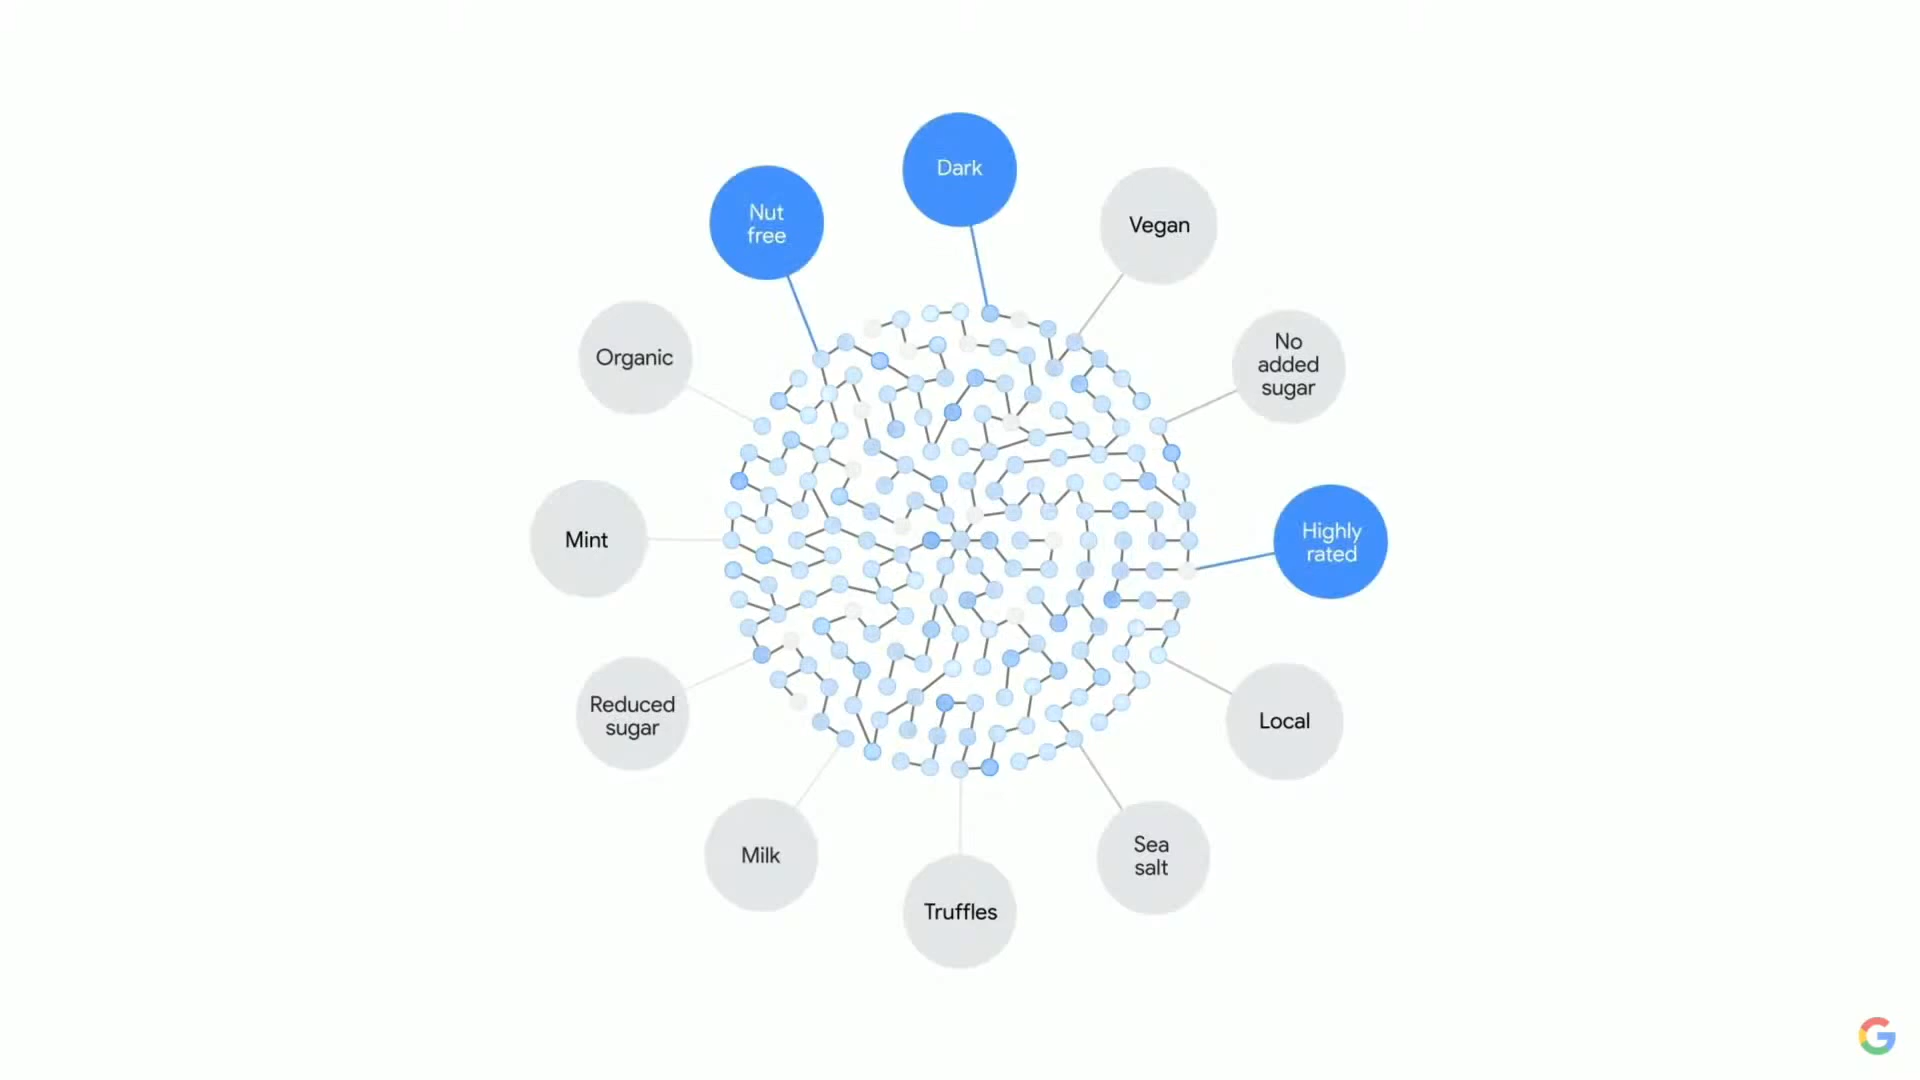 Dark
Nut
free
Vegan
Organic
No
added
sugar
Mint
Highly
rated
Reduced
sugar
Local
Milk
Sea
salt
Truffles
G